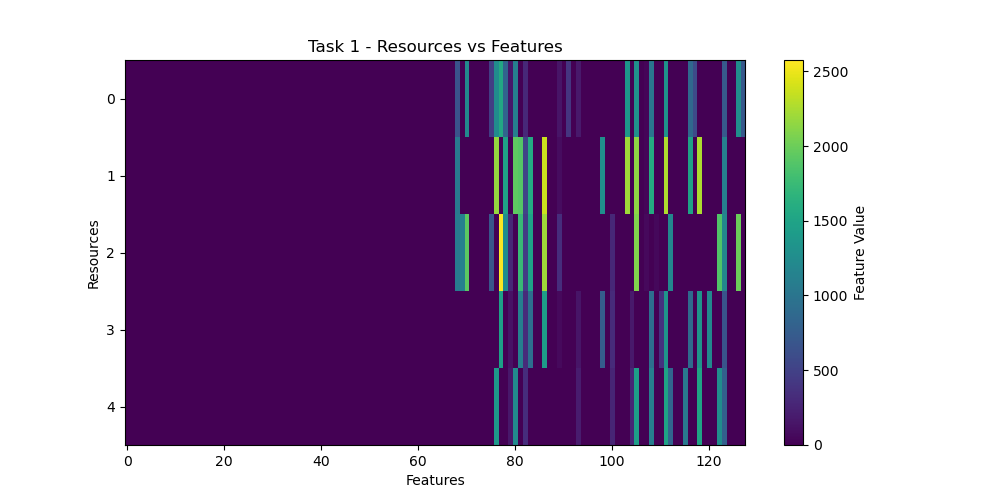 Task 1 - Resources vs Features
Resources
0
1
2
3
4
0 20 40 60 80 100 120
Features
2500
2000
1500
1000
500
0
Feature Value